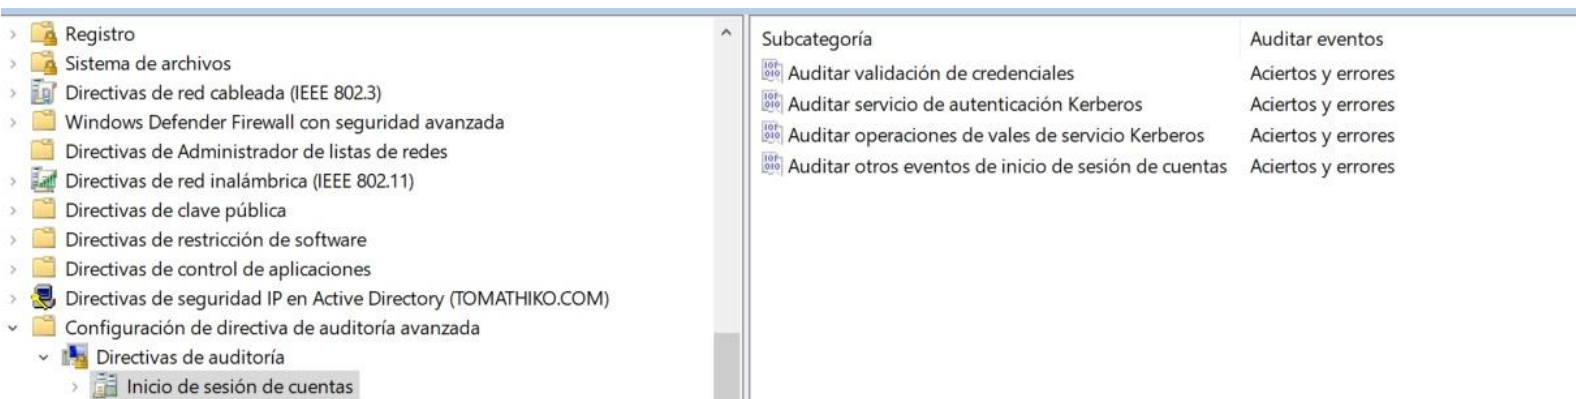 Registro
Sistema de archivos
Directivas de red cableada (IEEE 802.3)
Windows Defender Firewall con seguridad avanzada
Directivas de Administrador de listas de redes
Directivas de red inalámbrica (IEEE 802.11)
Directivas de clave pública
Directivas de restricción de software
Directivas de control de aplicaciones
Directivas de seguridad IP en Active Directory (TOMATHIKO.COM)
Configuración de directiva de auditoría avanzada
Directivas de auditoría
Inicio de sesión de cuentas
Subcategoría Auditar eventos
Auditar validación de credenciales Aciertos y errores
Auditar servicio de autenticación Kerberos Aciertos y errores
Auditar operaciones de vales de servicio Kerberos Aciertos y errores
Auditar otros eventos de inicio de sesión de cuentas Aciertos y errores